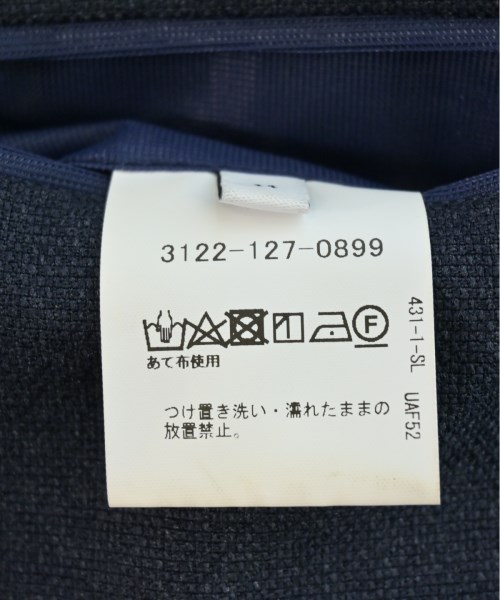 3122-127-0899
F
あて布使用
つけ置き洗い・濡れたままの
放置禁止。
431-1-SL UAF52